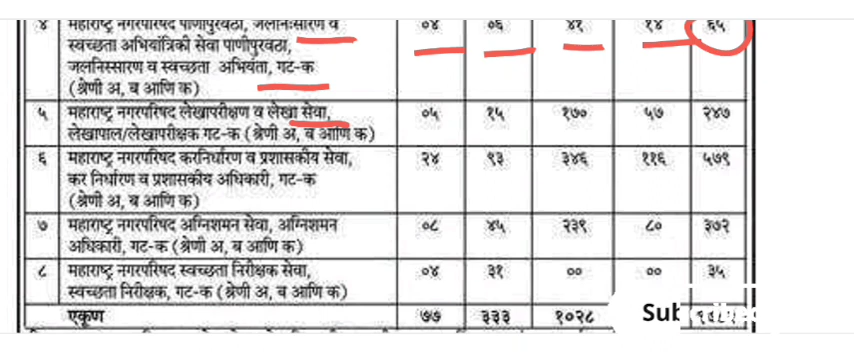 ४ महाराष्ट्र नगरपरिषद पाणीपुरवठा, जलनिःसारण व ०४ ०६ ४१ १४ ६५
स्वच्छता अभियांत्रिकी सेवा पाणीपुरवठा,
जलनिस्सारण व स्वच्छता अभियंता, गट-क
(श्रेणी अ, ब आणि क)
५ महाराष्ट्र नगरपरिषद लेखापरीक्षण व लेखा सेवा, ०५ १५ १७० ५७ २४७
लेखापाल/लेखापरीक्षक गट-क (श्रेणी अ, ब आणि क)
६ महाराष्ट्र नगरपरिषद करनिर्धारण व प्रशासकीय सेवा, २४ ९३ ३४६ ११६ ५७९
कर निर्धारण व प्रशासकीय अधिकारी, गट-क
(श्रेणी अ, ब आणि क)
७ महाराष्ट्र नगरपरिषद अग्निशमन सेवा, अग्निशमन ०८ ४५ २३९ ८० ३७२
अधिकारी, गट-क (श्रेणी अ, ब आणि क)
८ महाराष्ट्र नगरपरिषद स्वच्छता निरीक्षक सेवा, ०४ ३१ ०० ०० ३५
स्वच्छता निरीक्षक, गट-क (श्रेणी अ, ब आणि क)
एकूण ७७ ३३३ १०२८